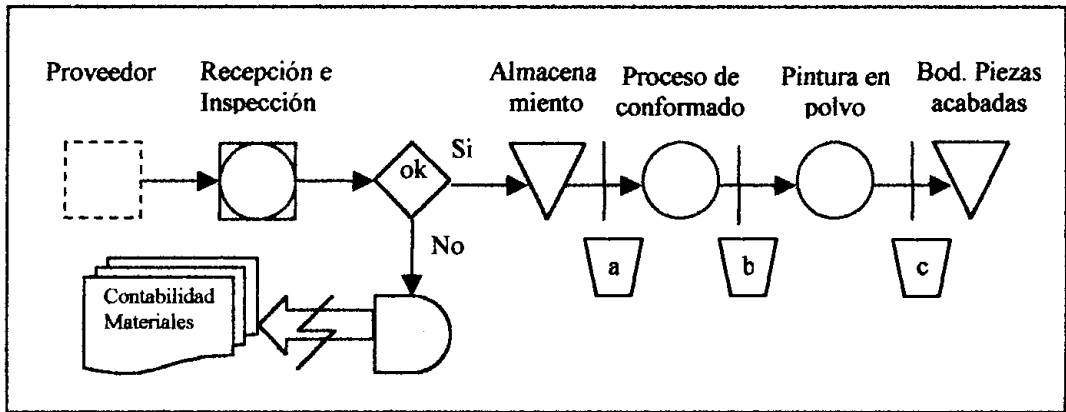 Proveedor
Recepción e
Inspección
Almacena
miento
Proceso de
conformado
Pintura en
polvo
Bod. Piezas
acabadas
ok
Si
No
a
b
c
Contabilidad
Materiales